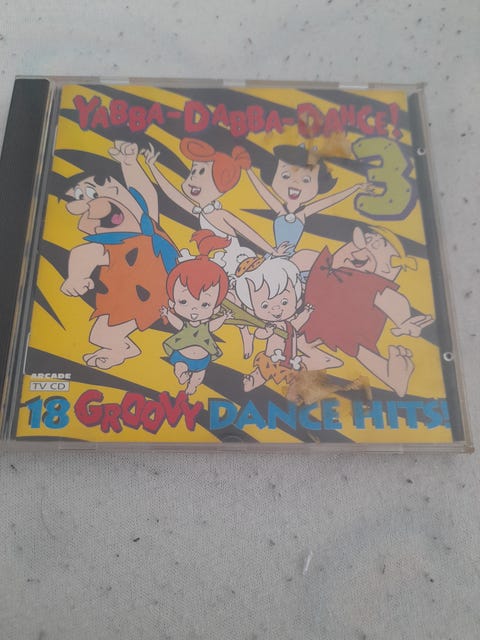 YABBA-DABBA-DANCE!
3
ARCADE
TV CD
18 GROOVY DANCE HITS!